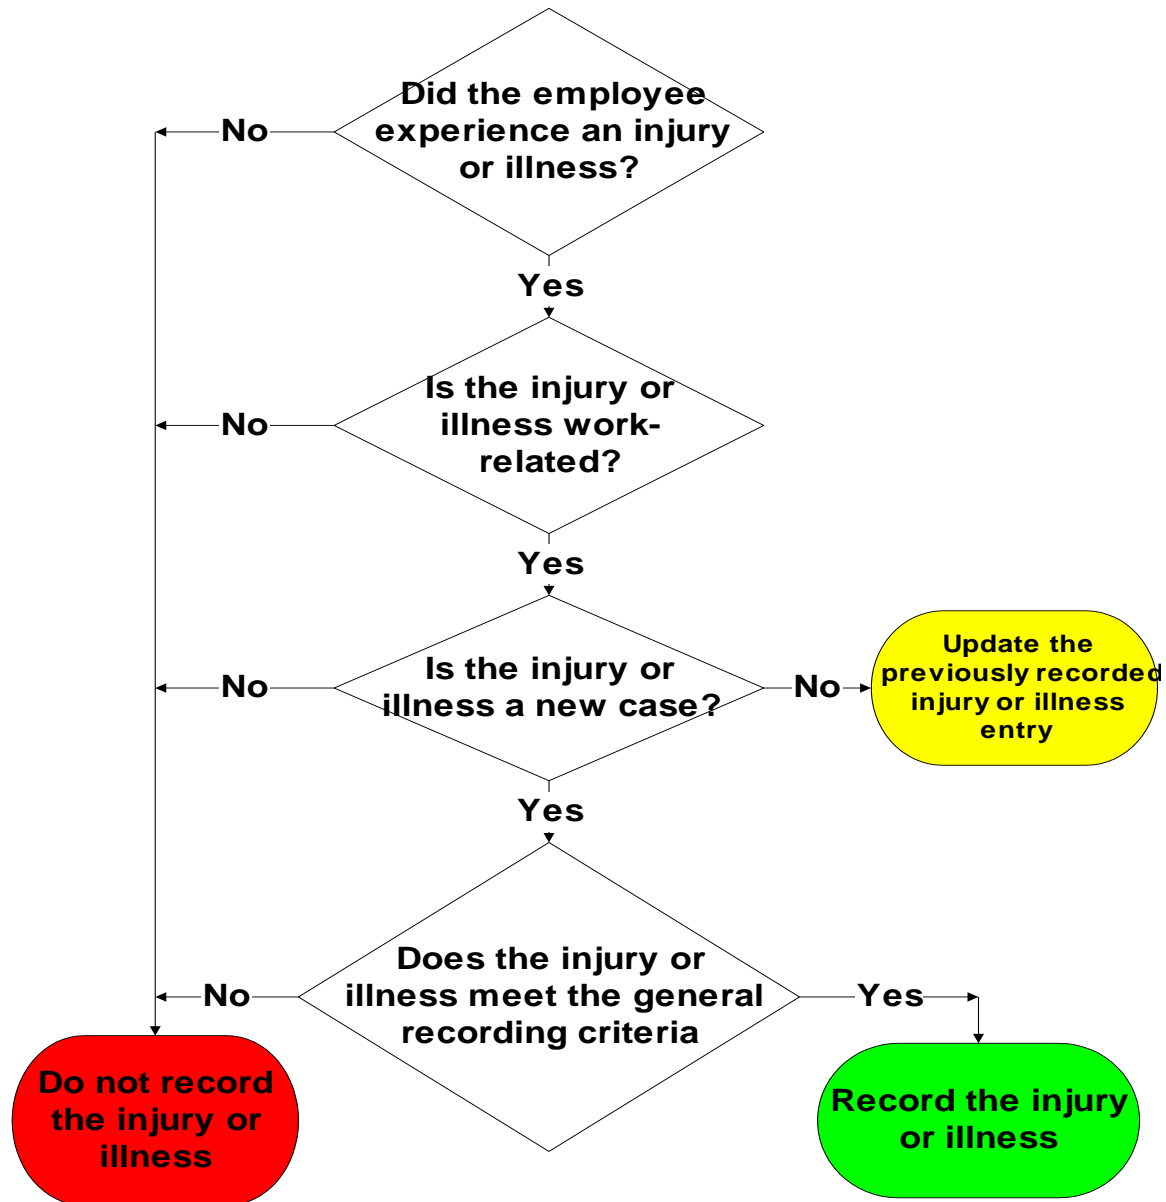 Did the employee
experience an injury
or illness?
No
Yes
Is the injury or
illness work-
related?
No
Yes
Is the injury or
illness a new case?
No
No
Update the
previously recorded
injury or illness
entry
Yes
Does the injury or
illness meet the general
recording criteria
No
Yes
Do not record
the injury or
illness
Record the injury
or illness